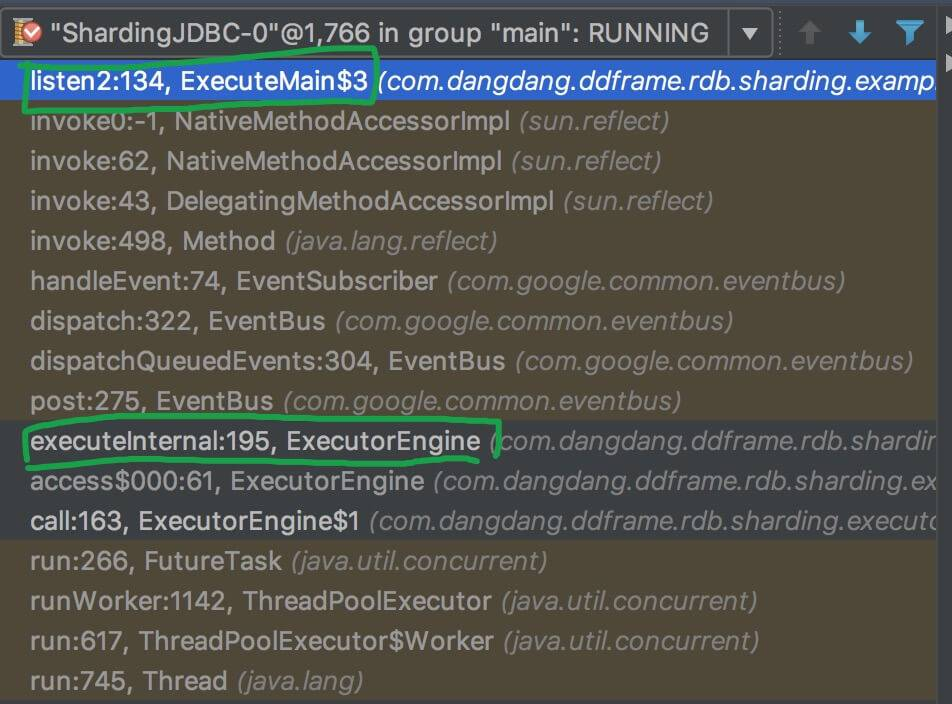 "ShardingJDBC-0"@1,766 in group "main": RUNNING
listen2:134, ExecuteMain$3 (com.dangdang.ddframe.rdb.sharding.examp
invoke0:-1, NativeMethodAccessorImpl (sun.reflect)
invoke:62, NativeMethodAccessorImpl (sun.reflect)
invoke:43, DelegatingMethodAccessorImpl (sun.reflect)
invoke:498, Method (java.lang.reflect)
handleEvent:74, EventSubscriber (com.google.common.eventbus)
dispatch:322, EventBus (com.google.common.eventbus)
dispatchQueuedEvents:304, EventBus (com.google.common.eventbus)
post:275, EventBus (com.google.common.eventbus)
executeInternal:195, ExecutorEngine (com.dangdang.ddframe.rdb.shardin
access$000:61, ExecutorEngine (com.dangdang.ddframe.rdb.sharding.ex
call:163, ExecutorEngine$1 (com.dangdang.ddframe.rdb.sharding.executo
run:266, FutureTask (java.util.concurrent)
runWorker:1142, ThreadPoolExecutor (java.util.concurrent)
run:617, ThreadPoolExecutor$Worker (java.util.concurrent)
run:745, Thread (java.lang)